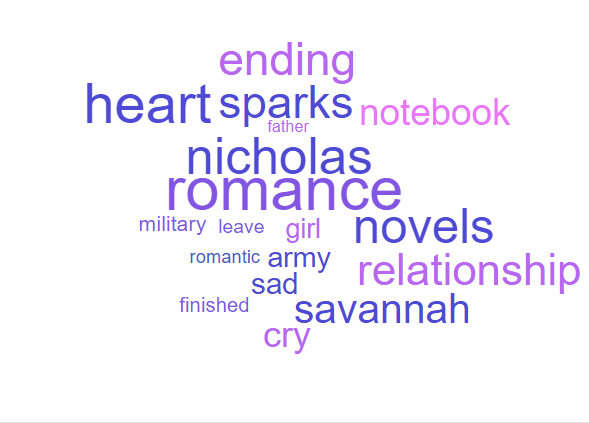 ending
heart sparks notebook
father
nicholas
romance
military leave girl novels
romantic army relationship
sad
finished savannah
cry